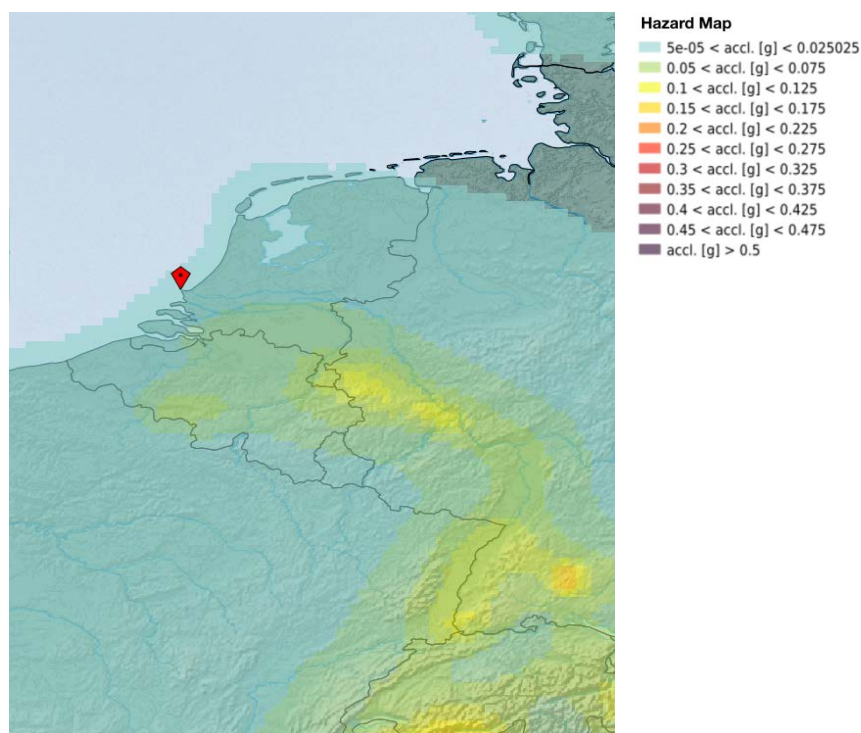 Hazard Map
5e-05 < accl. [g] < 0.025025
0.05 < accl. [g] < 0.075
0.1 < accl. [g] < 0.125
0.15 < accl. [g] < 0.175
0.2 < accl. [g] < 0.225
0.25 < accl. [g] < 0.275
0.3 < accl. [g] < 0.325
0.35 < accl. [g] < 0.375
0.4 < accl. [g] < 0.425
0.45 < accl. [g] < 0.475
accl. [g] > 0.5